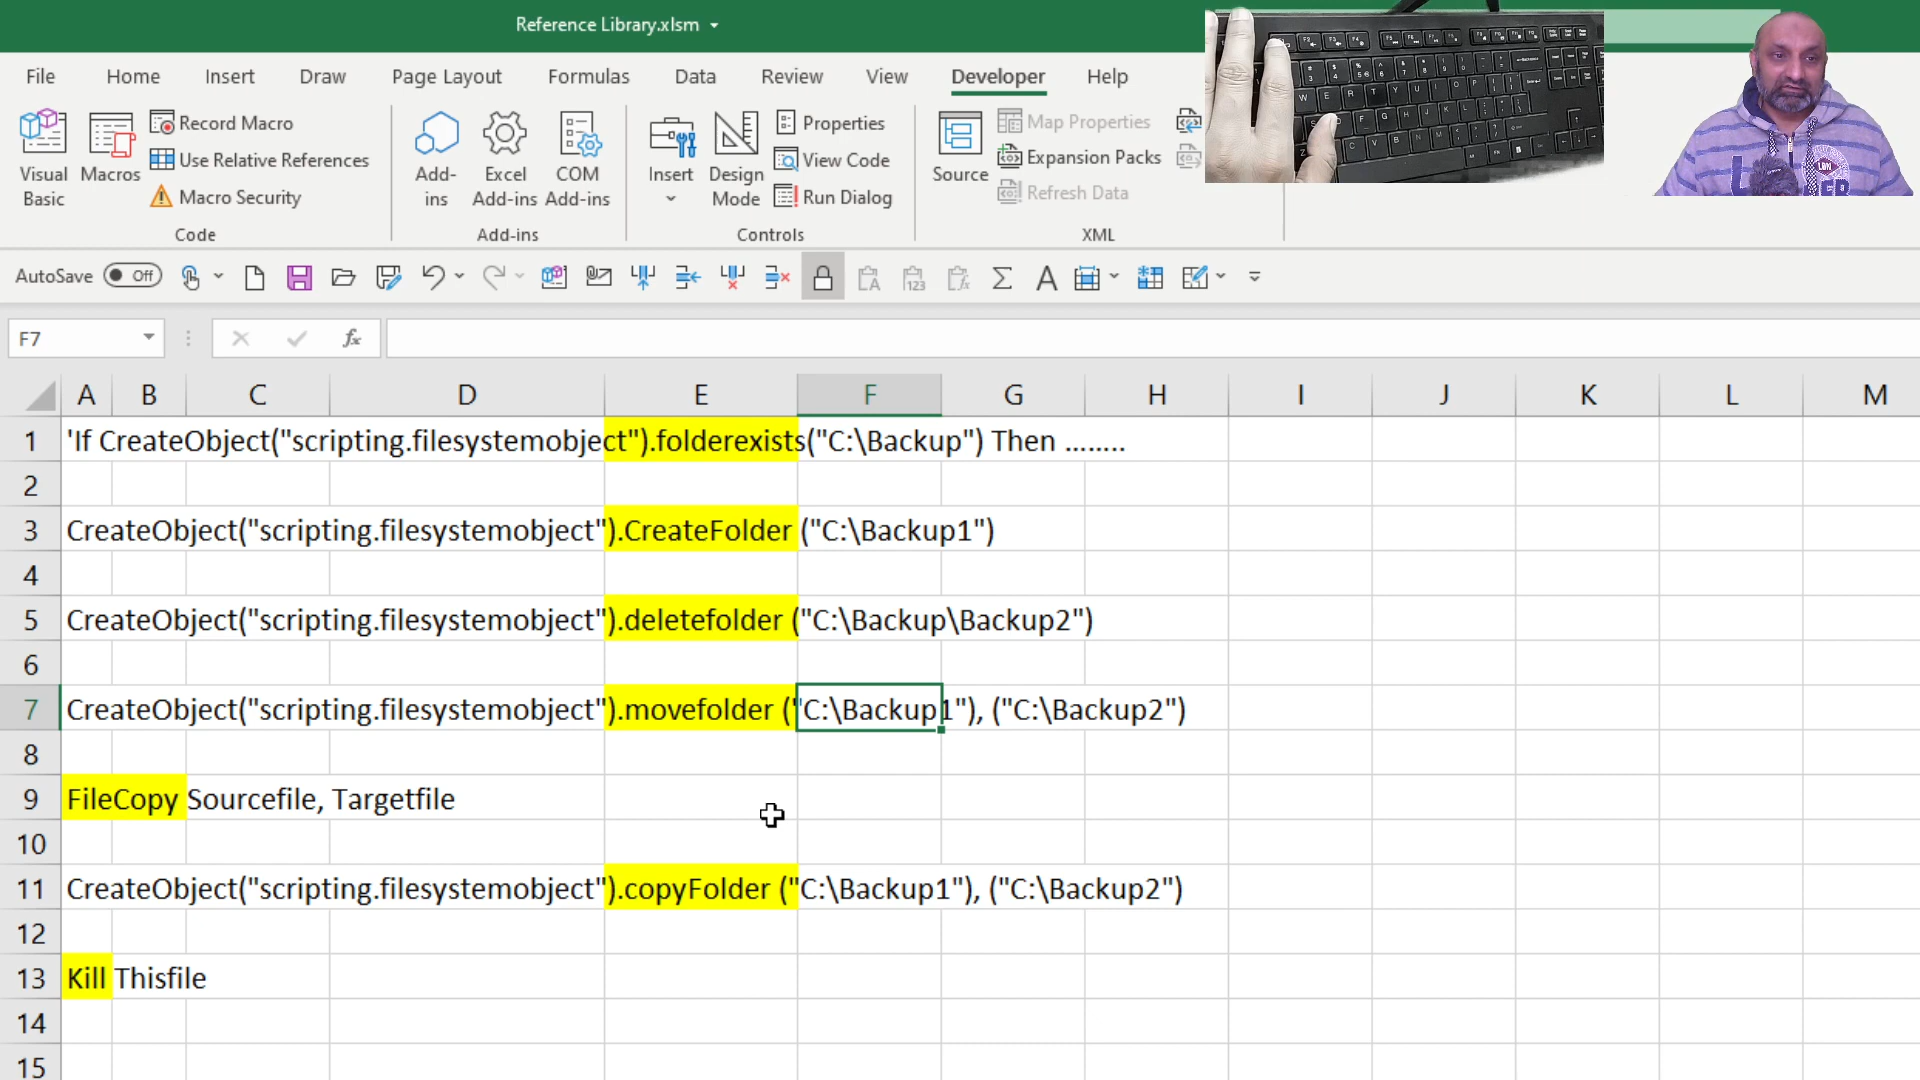 Reference Library.xlsm
File Home Insert Draw Page Layout Formulas Data Review View Developer Help
Visual Basic
Macros
Record Macro
Use Relative References
Macro Security
Code
Add-ins
Excel Add-ins
COM Add-ins
Add-ins
Insert
Design Mode
Properties
View Code
Run Dialog
Controls
Source
Map Properties
Expansion Packs
Refresh Data
XML
AutoSave Off
F7
fx
A B C D E F G H I J K L M
1 'If CreateObject("scripting.filesystemobject").folderexists("C:\Backup") Then ........
2
3 CreateObject("scripting.filesystemobject").CreateFolder ("C:\Backup1")
4
5 CreateObject("scripting.filesystemobject").deletefolder ("C:\Backup\Backup2")
6
7 CreateObject("scripting.filesystemobject").movefolder ("C:\Backup1"), ("C:\Backup2")
8
9 FileCopy Sourcefile, Targetfile
10
11 CreateObject("scripting.filesystemobject").copyFolder ("C:\Backup1"), ("C:\Backup2")
12
13 Kill Thisfile
14
15